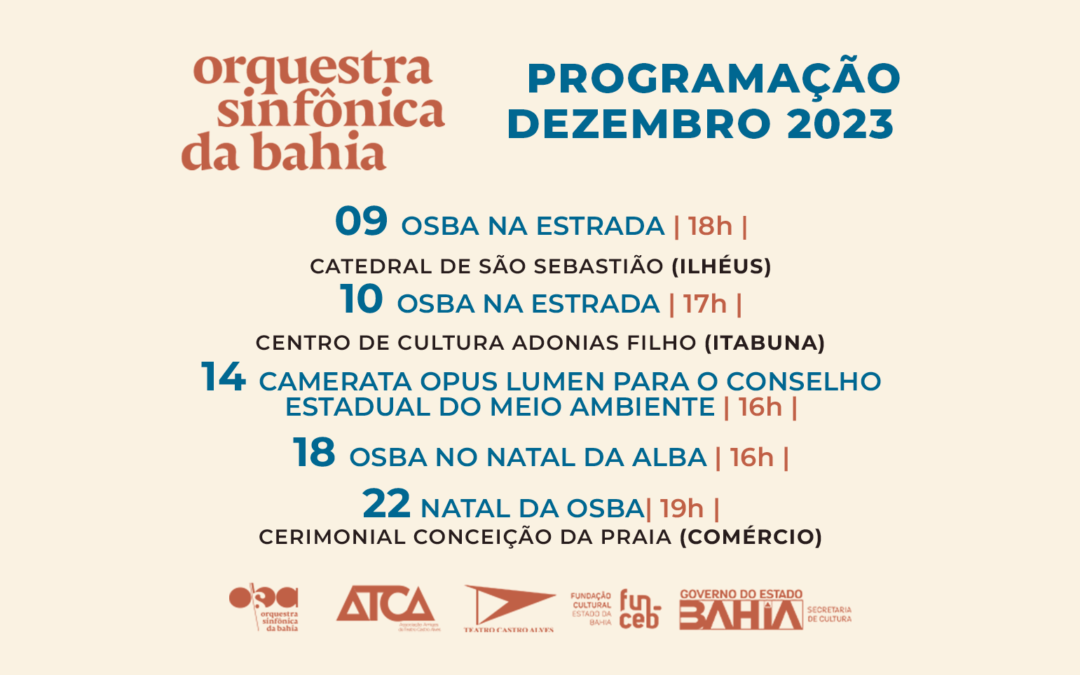 orquestra
sinfônica
da bahia
PROGRAMAÇÃO
DEZEMBRO 2023
09 OSBA NA ESTRADA | 18h |
CATEDRAL DE SÃO SEBASTIÃO (ILHÉUS)
10 OSBA NA ESTRADA | 17h |
CENTRO DE CULTURA ADONIAS FILHO (ITABUNA)
14 CAMERATA OPUS LUMEN PARA O CONSELHO
ESTADUAL DO MEIO AMBIENTE | 16h |
18 OSBA NO NATAL DA ALBA | 16h |
22 NATAL DA OSBA| 19h |
CERIMONIAL CONCEIÇÃO DA PRAIA (COMÉRCIO)
orquestra
sinfônica
da bahia
ATCA
TEATRO CASTRO ALVES
FUNDAÇÃO
CULTURAL
ESTADO DA
BAHIA
fun
ceb
GOVERNO DO ESTADO
BAHIA
SECRETARIA
DE CULTURA